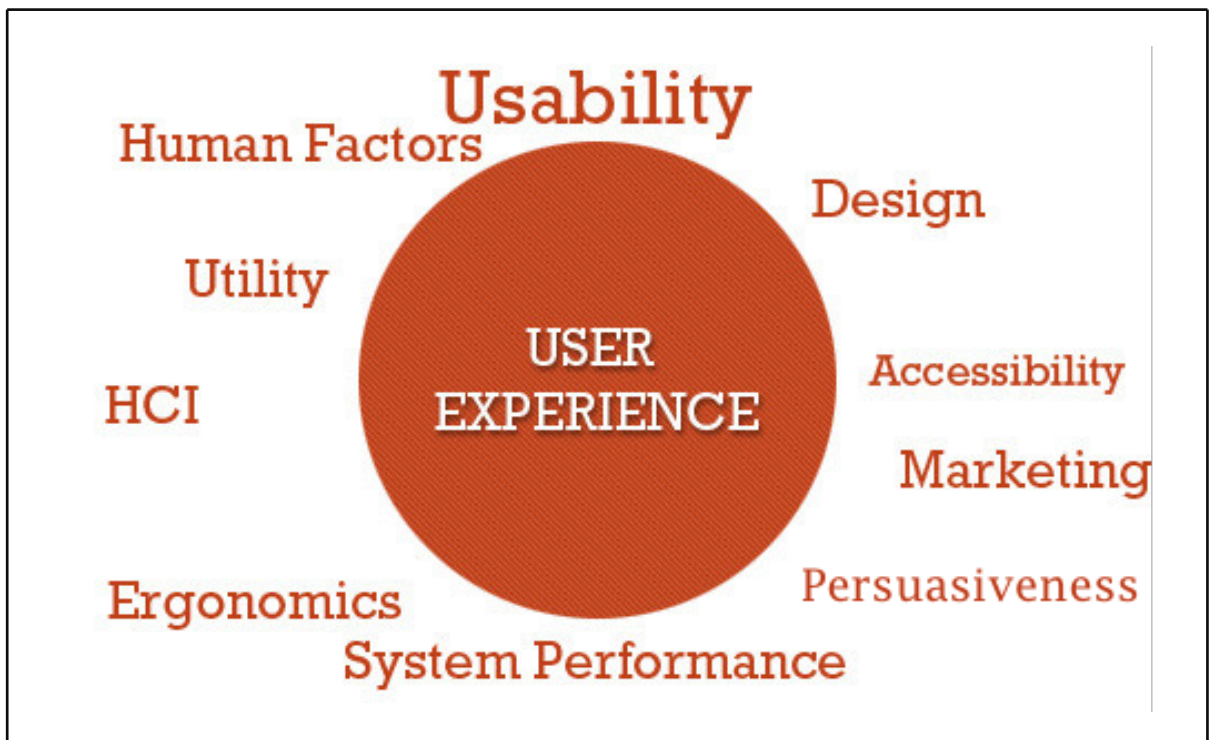 Usability
Human Factors
Design
Utility
USER
EXPERIENCE
Accessibility
HCI
Marketing
Persuasiveness
Ergonomics
System Performance